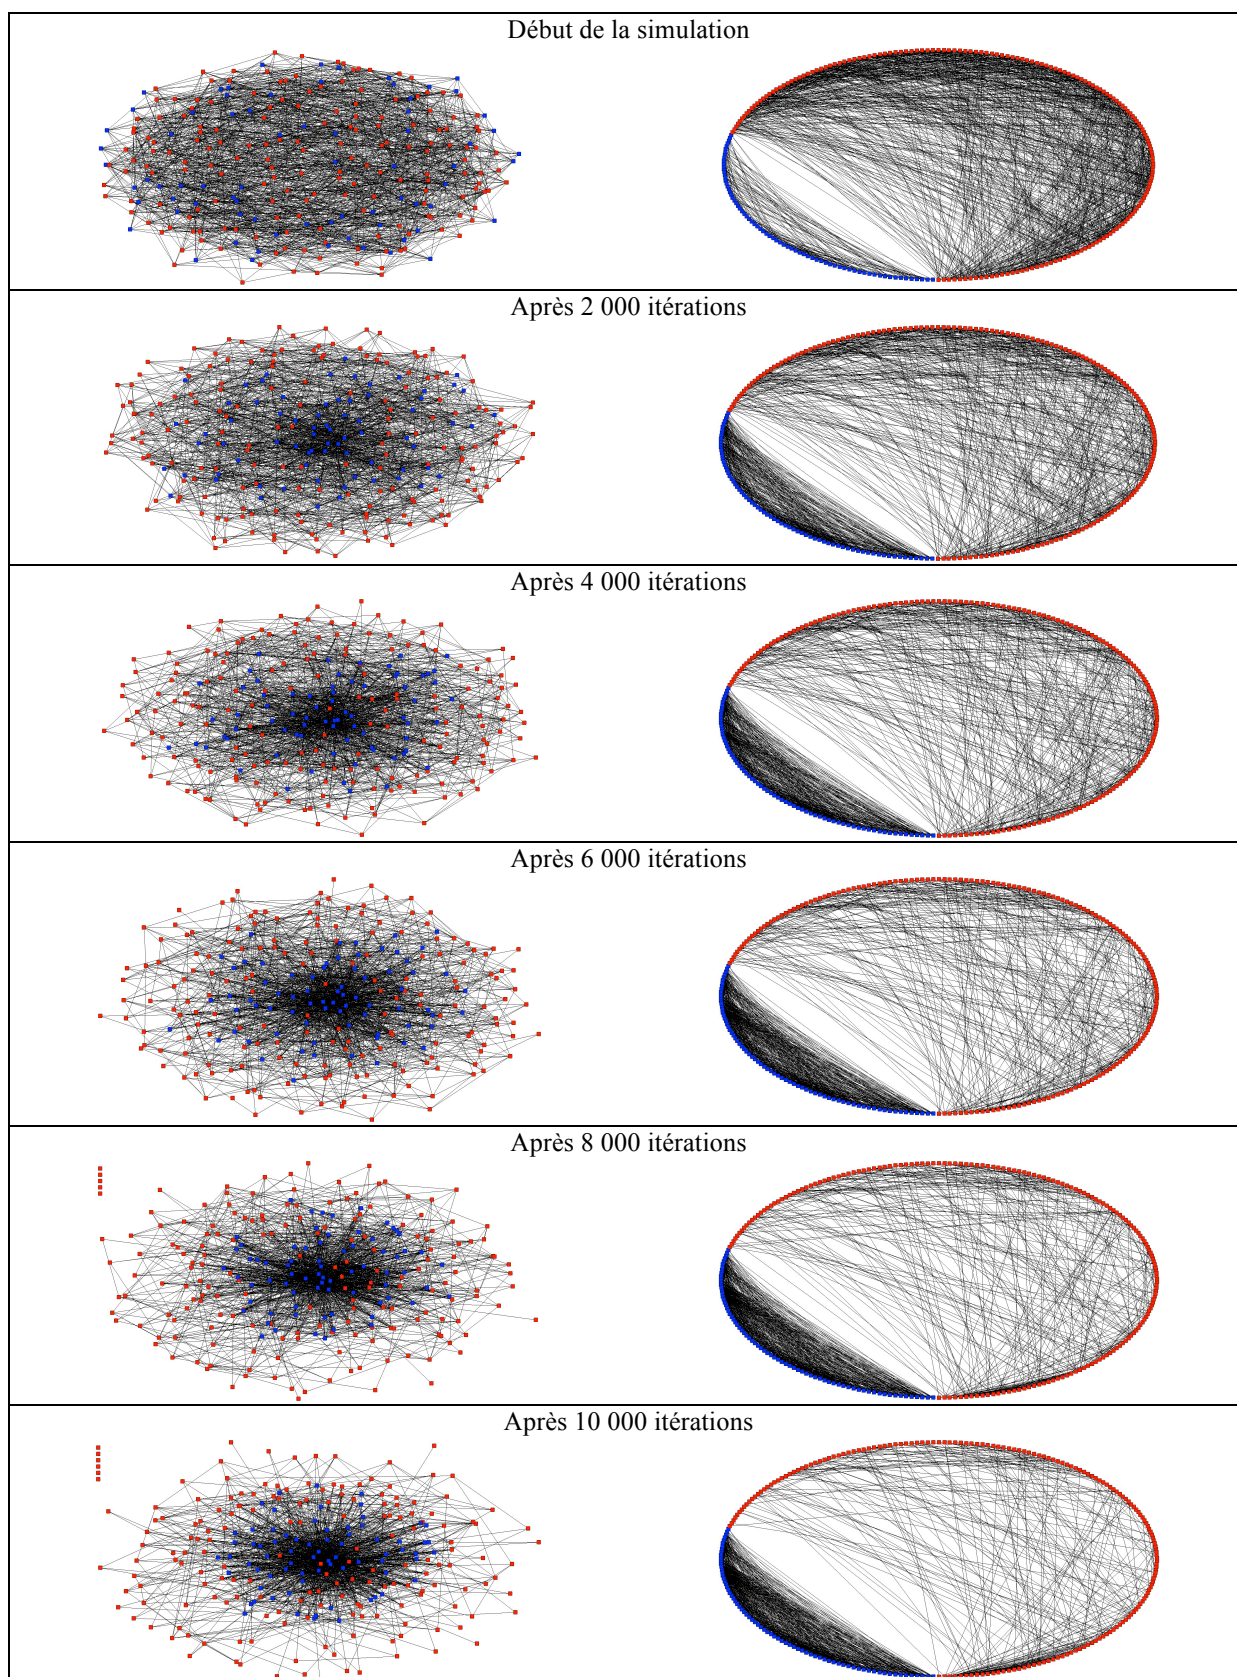 Début de la simulation
Après 2 000 itérations
Après 4 000 itérations
Après 6 000 itérations
Après 8 000 itérations
Après 10 000 itérations